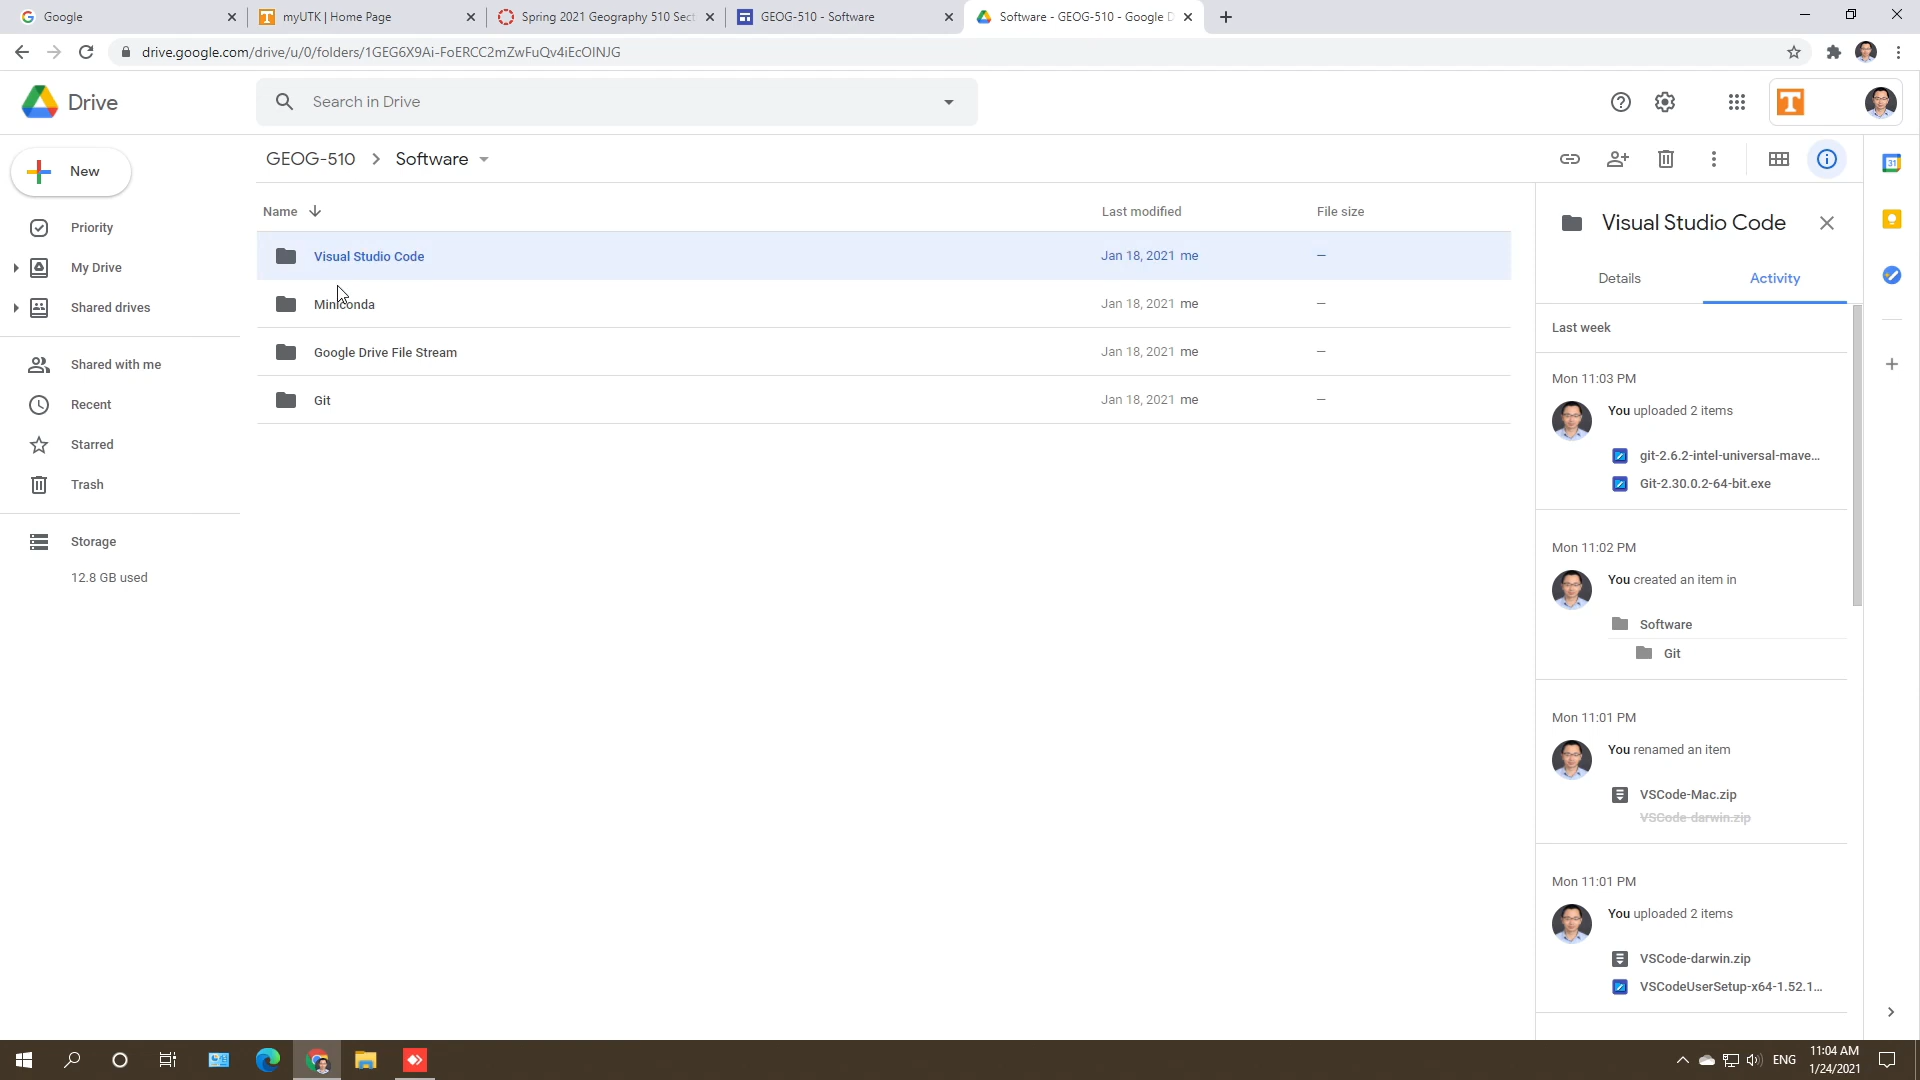 Google
myUTK | Home Page
Spring 2021 Geography 510 Sect
GEOG-510 - Software
Software - GEOG-510 - Google D
drive.google.com/drive/u/0/folders/1GEG6X9Ai-FoERCC2mZwFuQv4iEcOINJG
Drive
Search in Drive
T
New
GEOG-510
Software
31
Priority
My Drive
Shared drives
Shared with me
Recent
Starred
Trash
Storage
12.8 GB used
Name
Last modified
File size
Visual Studio Code
Jan 18, 2021 me
—
Miniconda
Jan 18, 2021 me
—
Google Drive File Stream
Jan 18, 2021 me
—
Git
Jan 18, 2021 me
—
Visual Studio Code
Details
Activity
Last week
Mon 11:03 PM
You uploaded 2 items
git-2.6.2-intel-universal-mave...
Git-2.30.0.2-64-bit.exe
Mon 11:02 PM
You created an item in
Software
Git
Mon 11:01 PM
You renamed an item
VSCode-Mac.zip
VSCode-darwin.zip
Mon 11:01 PM
You uploaded 2 items
VSCode-darwin.zip
VSCodeUserSetup-x64-1.52.1...
ENG
11:04 AM
1/24/2021